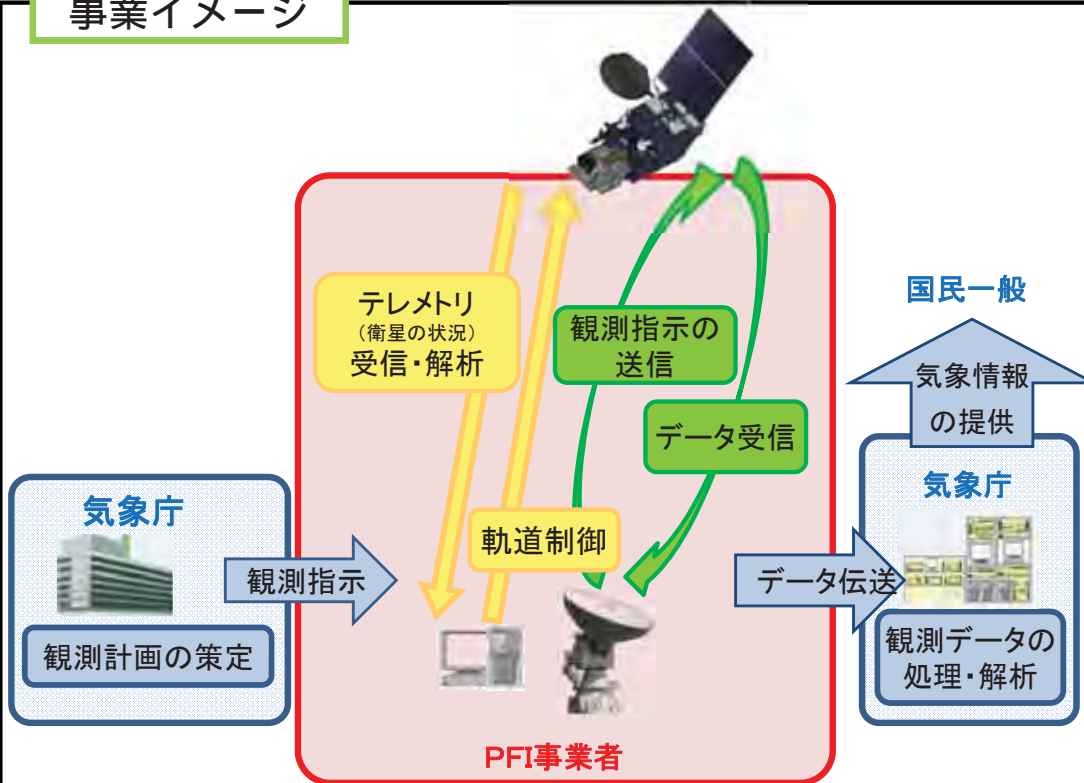 事業イメージ
テレメトリ
（衛星の状況）
受信・解析
観測指示の
送信
データ受信
軌道制御
国民一般
気象情報
の提供
気象庁
観測指示
観測計画の策定
データ伝送
気象庁
観測データの
処理・解析
PFI事業者